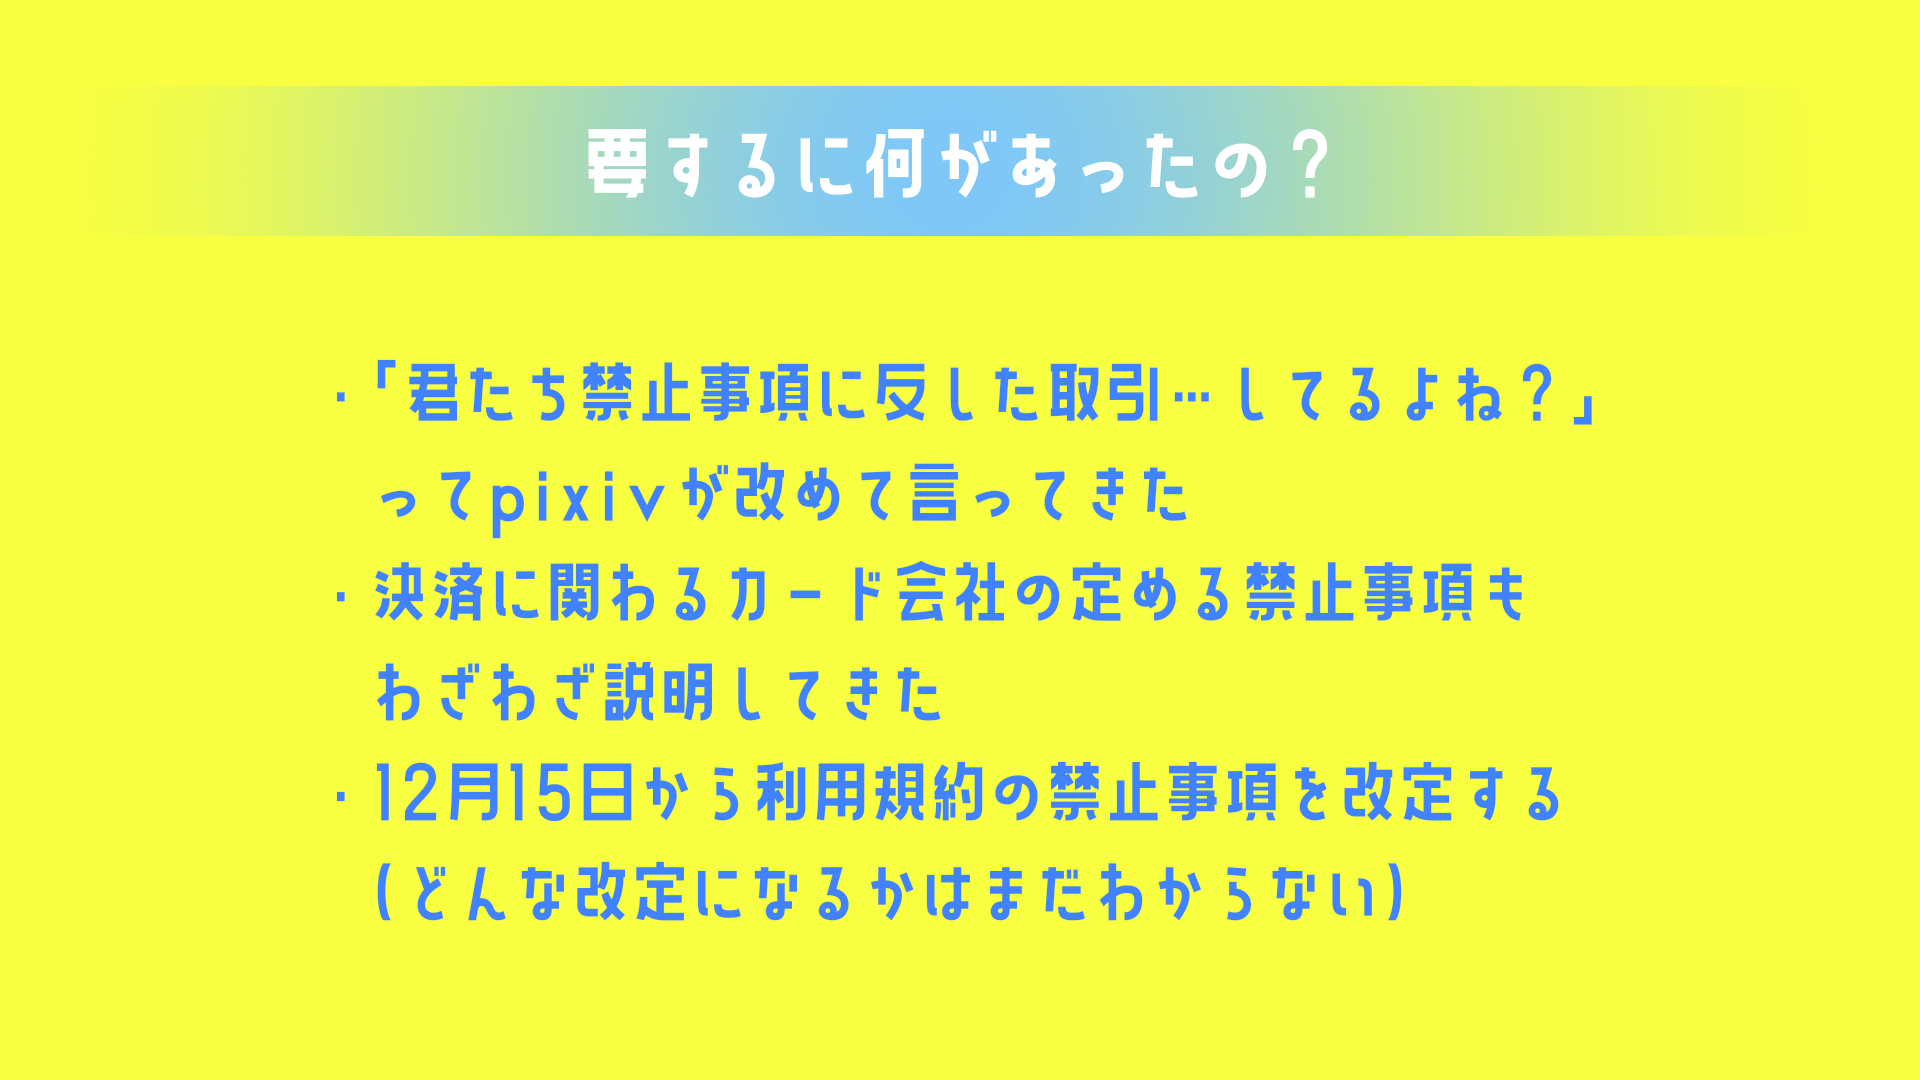 要するに何があったの？
・「君たち禁止事項に反した取引…してるよね？」
ってpixivが改めて言ってきた
・決済に関わるカード会社の定める禁止事項も
わざわざ説明してきた
・12月15日から利用規約の禁止事項を改定する
(どんな改定になるかはまだわからない)